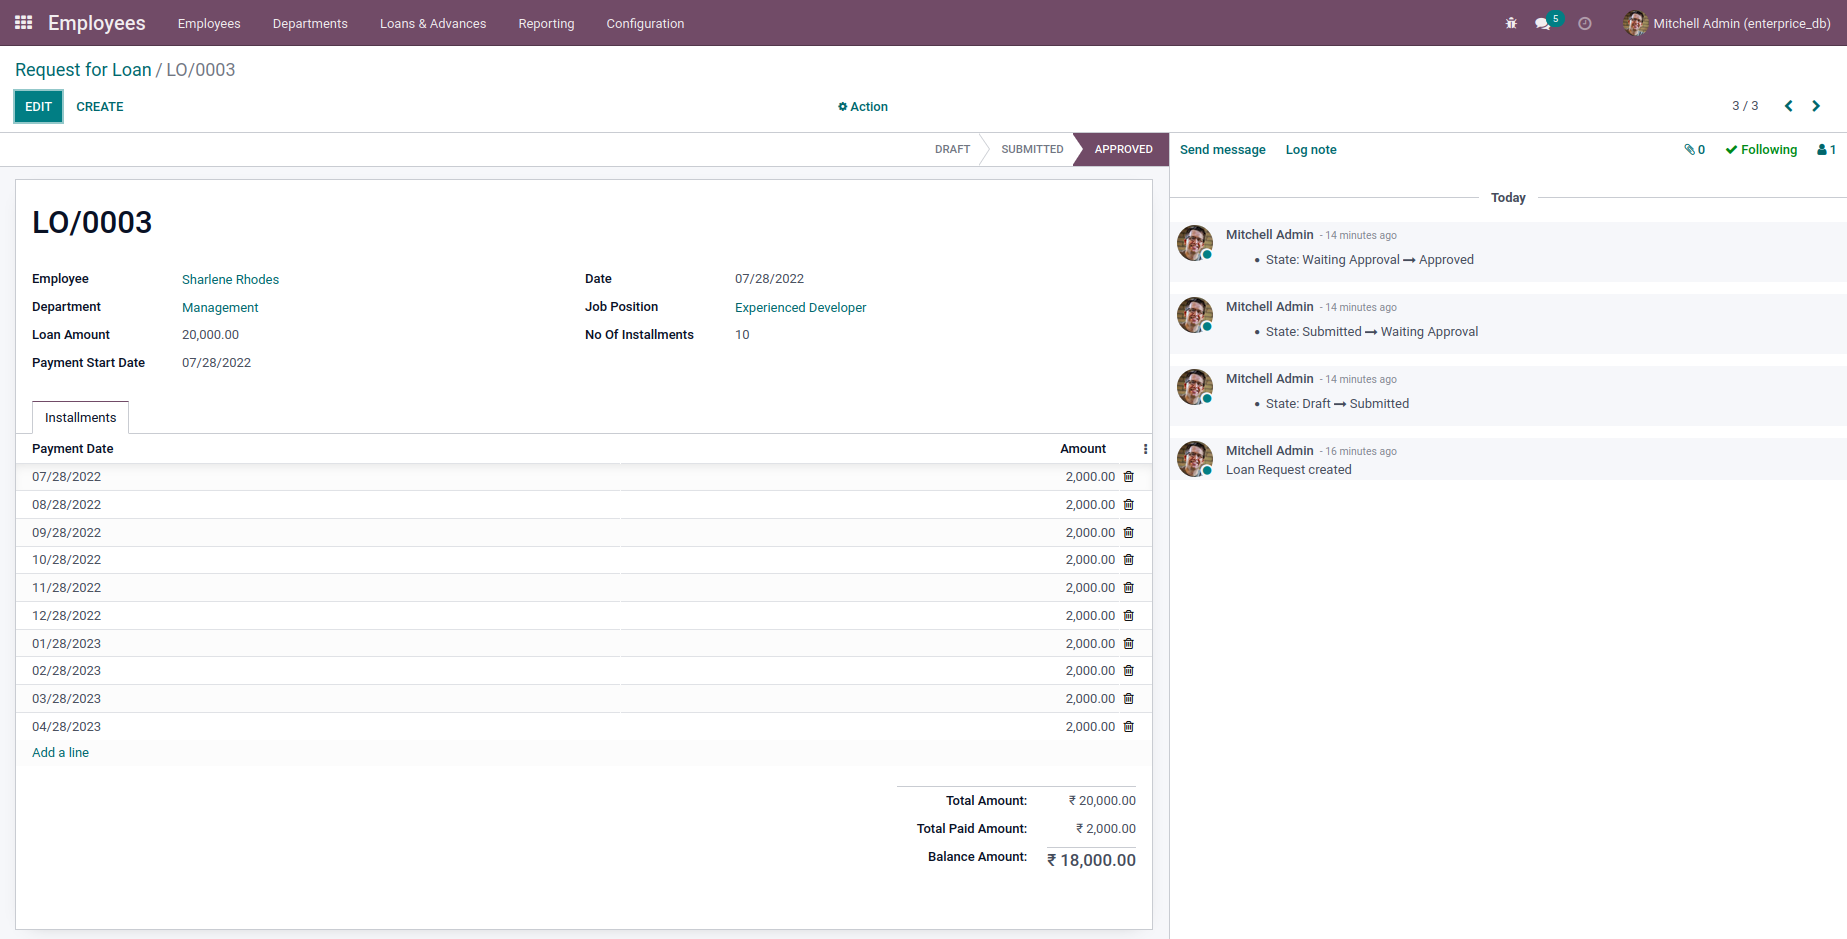 Employees Employees Departments Loans & Advances Reporting Configuration 5 Mitchell Admin (enterprice_db)
Request for Loan / LO/0003
EDIT CREATE Action 3 / 3
DRAFT SUBMITTED APPROVED
LO/0003
Employee Sharlene Rhodes Date 07/28/2022
Department Management Job Position Experienced Developer
Loan Amount 20,000.00 No Of Installments 10
Payment Start Date 07/28/2022
Installments
Payment Date Amount
07/28/2022 2,000.00
08/28/2022 2,000.00
09/28/2022 2,000.00
10/28/2022 2,000.00
11/28/2022 2,000.00
12/28/2022 2,000.00
01/28/2023 2,000.00
02/28/2023 2,000.00
03/28/2023 2,000.00
04/28/2023 2,000.00
Add a line
Total Amount: ₹ 20,000.00
Total Paid Amount: ₹ 2,000.00
Balance Amount: ₹ 18,000.00
Send message Log note 0 Following 1
Today
Mitchell Admin - 14 minutes ago
• State: Waiting Approval → Approved
Mitchell Admin - 14 minutes ago
• State: Submitted → Waiting Approval
Mitchell Admin - 14 minutes ago
• State: Draft → Submitted
Mitchell Admin - 16 minutes ago
Loan Request created